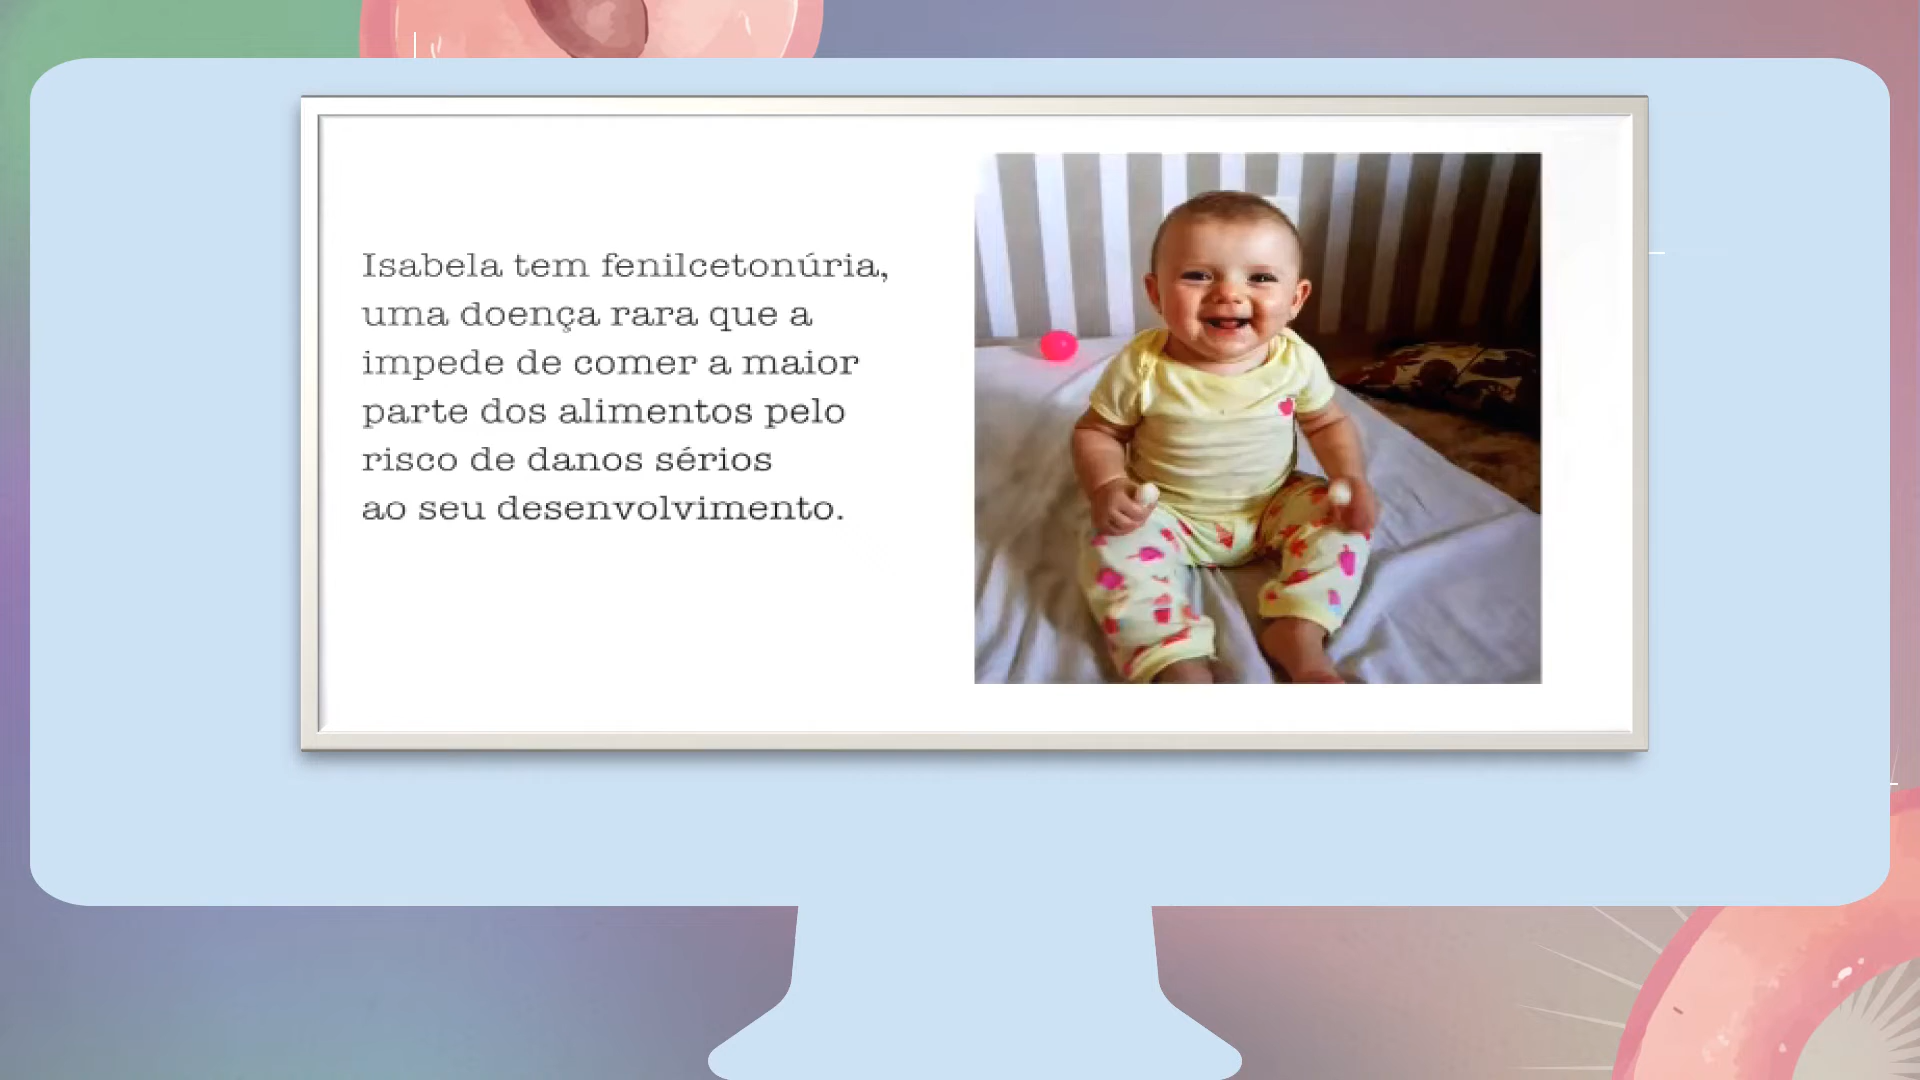 Isabela tem fenilcetonúria,
uma doença rara que a
impede de comer a maior
parte dos alimentos pelo
risco de danos sérios
ao seu desenvolvimento.